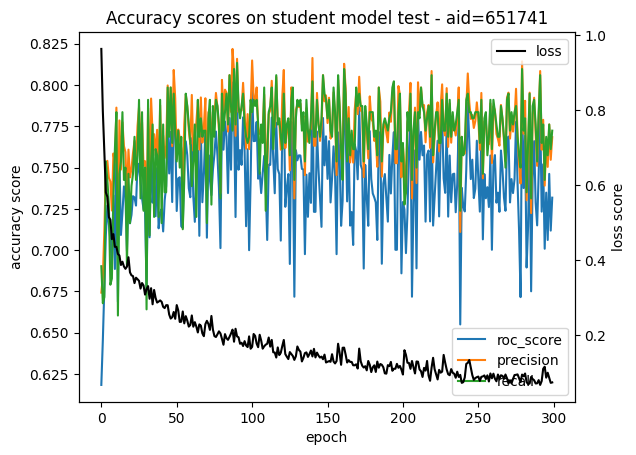 Accuracy scores on student model test - aid=651741
accuracy score
0.825
0.800
0.775
0.750
0.725
0.700
0.675
0.650
0.625
loss
1.0
0.8
0.6
0.4
0.2
loss score
roc_score
precision
recall
0
50
100
150
200
250
300
epoch